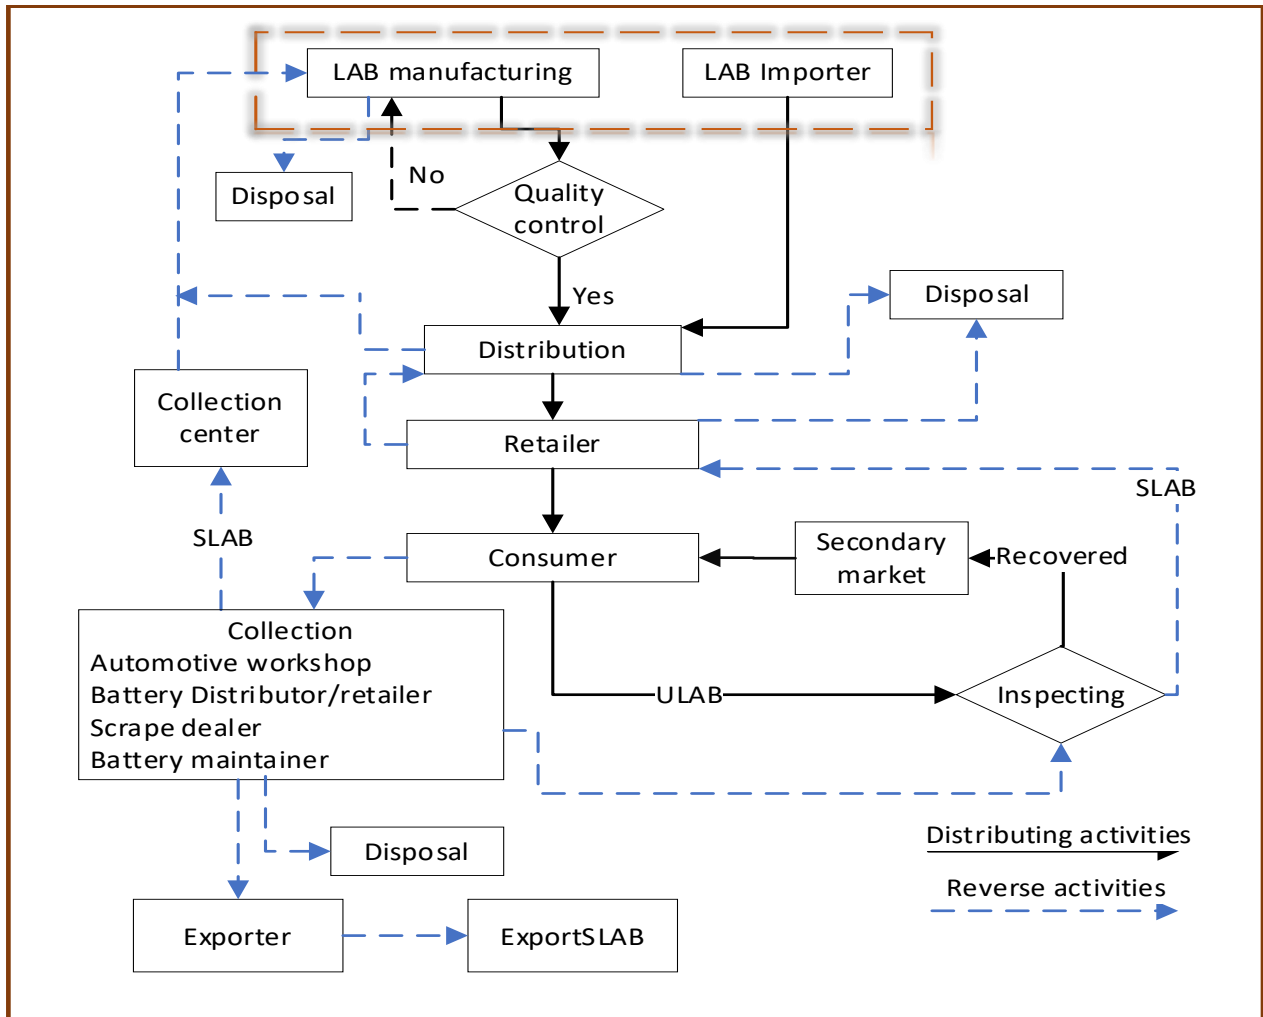 LAB manufacturing
LAB Importer
Disposal
No
Quality
control
Yes
Disposal
Distribution
Collection
center
Retailer
SLAB
SLAB
Consumer
Secondary
market
Recovered
Collection
Automotive workshop
Battery Distributor/retailer
Scrape dealer
Battery maintainer
ULAB
Inspecting
Disposal
Distributing activities
Reverse activities
Exporter
ExportSLAB